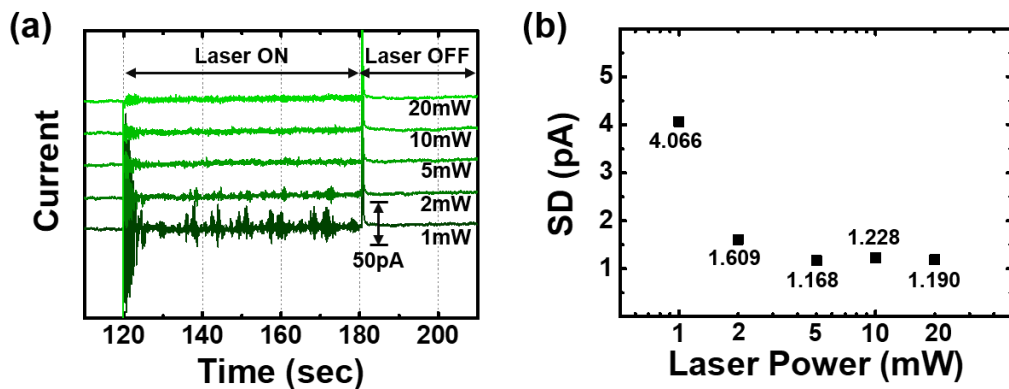 (a)
Laser ON
Laser OFF
20mW
10mW
5mW
2mW
1mW
50pA
Current
120 140 160 180 200
Time (sec)
(b)
SD (pA)
6
5
4
3
2
1
4.066
1.609
1.168
1.228
1.190
1 2 5 10 20
Laser Power (mW)